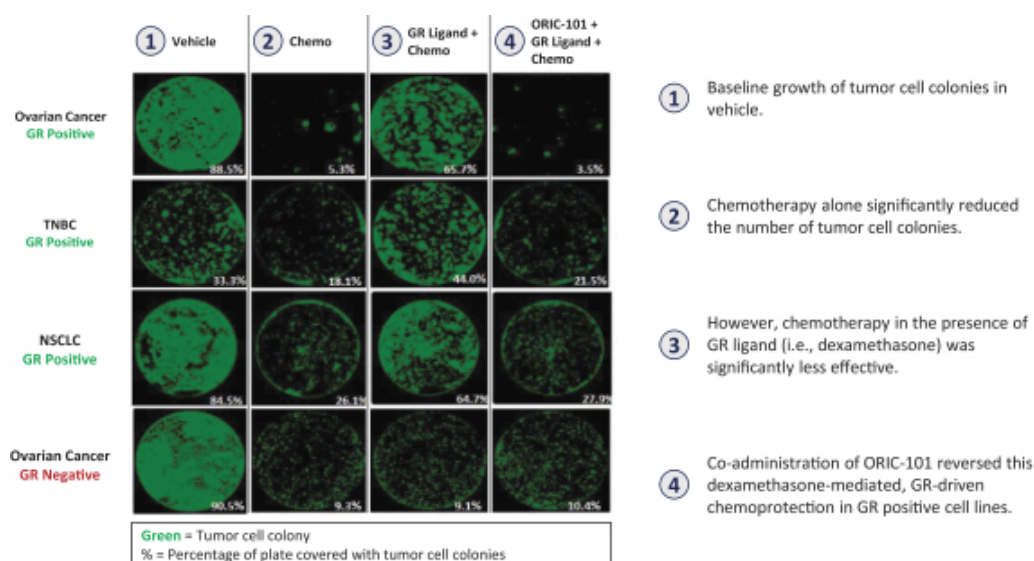 1 Vehicle
2 Chemo
3 GR Ligand +
Chemo
4 ORIC-101 +
GR Ligand +
Chemo
Ovarian Cancer
GR Positive
88.5%
5.3%
65.7%
3.5%
TNBC
GR Positive
33.3%
18.1%
44.0%
21.5%
NSCLC
GR Positive
84.5%
26.1%
64.7%
27.9%
Ovarian Cancer
GR Negative
90.5%
9.3%
9.1%
10.4%
Green = Tumor cell colony
% = Percentage of plate covered with tumor cell colonies
1 Baseline growth of tumor cell colonies in
vehicle.
2 Chemotherapy alone significantly reduced
the number of tumor cell colonies.
3 However, chemotherapy in the presence of
GR ligand (i.e., dexamethasone) was
significantly less effective.
4 Co-administration of ORIC-101 reversed this
dexamethasone-mediated, GR-driven
chemoprotection in GR positive cell lines.